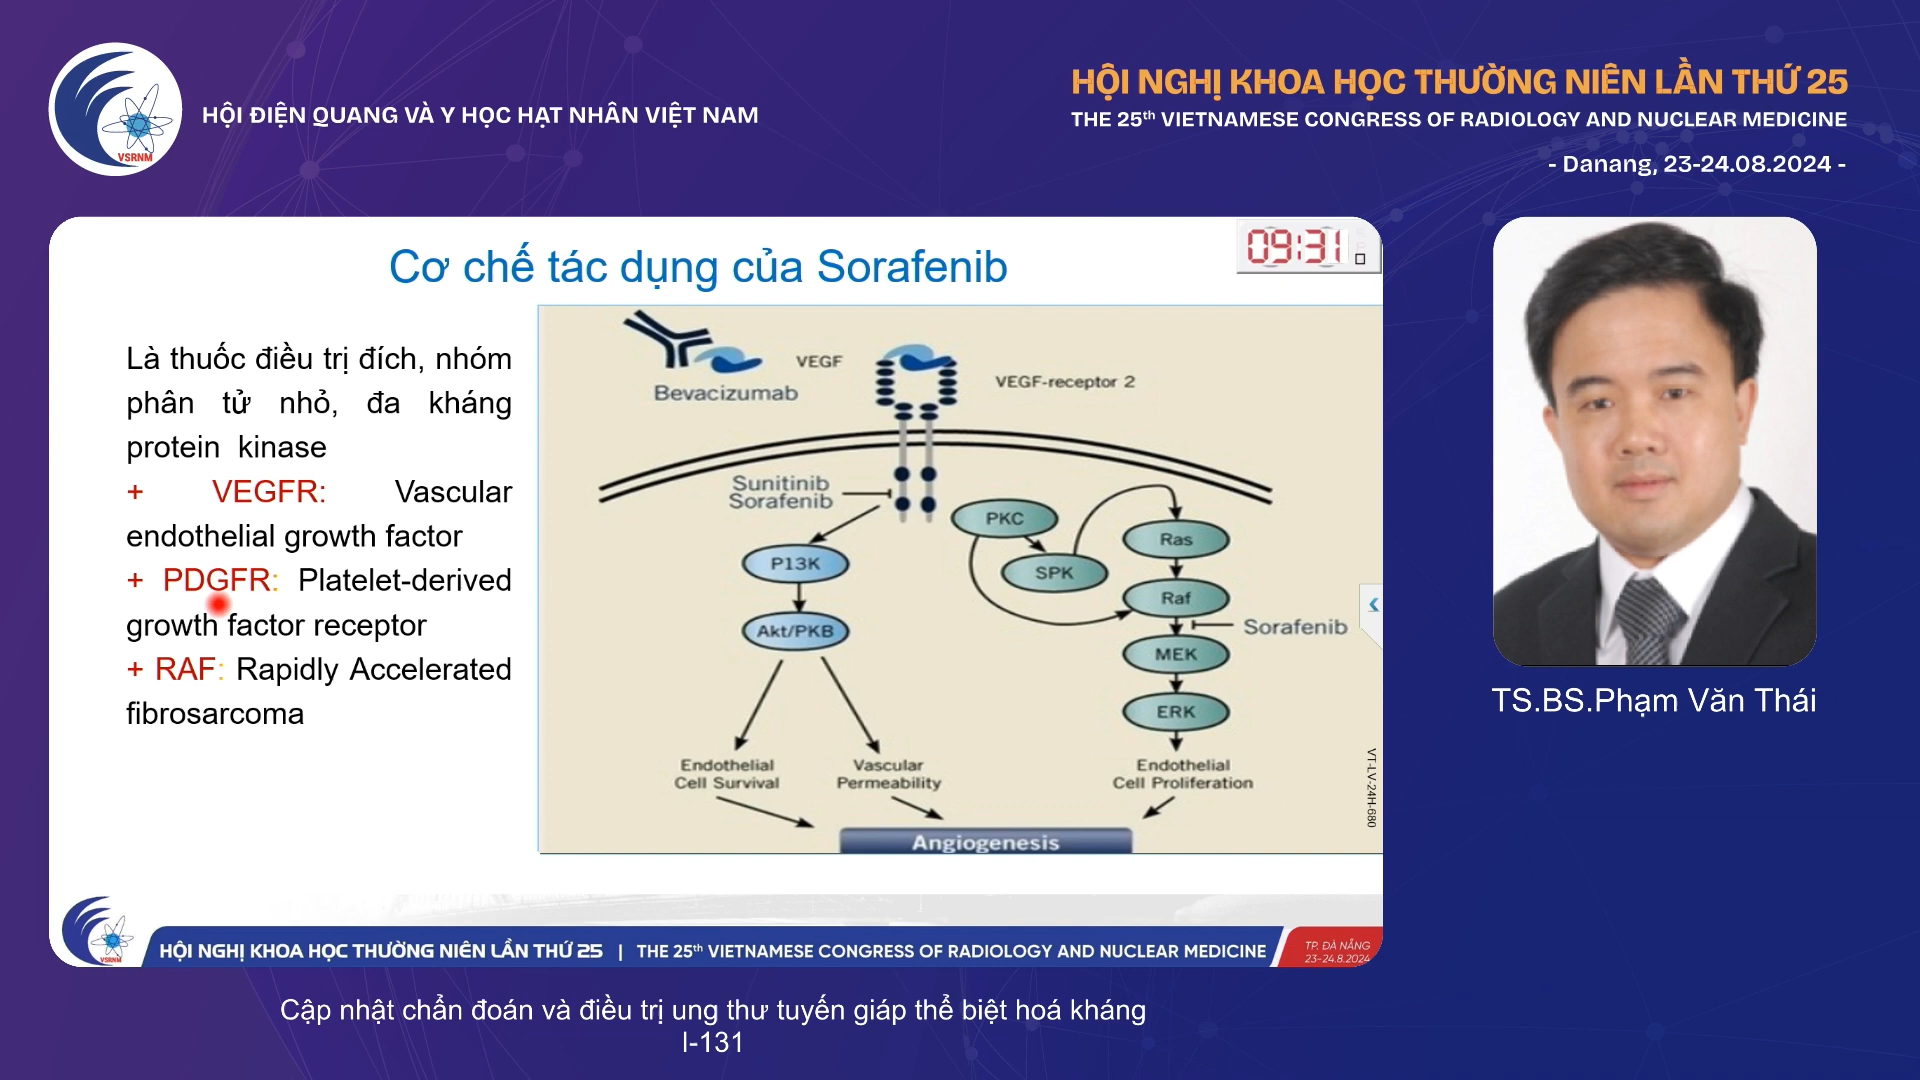 VSRNM
HỘI ĐIỆN QUANG VÀ Y HỌC HẠT NHÂN VIỆT NAM
HỘI NGHỊ KHOA HỌC THƯỜNG NIÊN LẦN THỨ 25
THE 25th VIETNAMESE CONGRESS OF RADIOLOGY AND NUCLEAR MEDICINE
- Danang, 23-24.08.2024 -
Cơ chế tác dụng của Sorafenib
09:31
Là thuốc điều trị đích, nhóm
phân tử nhỏ, đa kháng
protein kinase
+ VEGFR: Vascular
endothelial growth factor
+ PDGFR: Platelet-derived
growth factor receptor
+ RAF: Rapidly Accelerated
fibrosarcoma
VEGF
Bevacizumab
VEGF-receptor 2
Sunitinib
Sorafenib
PKC
SPK
Ras
Raf
P13K
Akt/PKB
Sorafenib
MEK
ERK
Endothelial
Cell Survival
Vascular
Permeability
Endothelial
Cell Proliferation
Angiogenesis
VT-LV-24H-680
TS.BS.Phạm Văn Thái
VSRNM
HỘI NGHỊ KHOA HỌC THƯỜNG NIÊN LẦN THỨ 25 | THE 25th VIETNAMESE CONGRESS OF RADIOLOGY AND NUCLEAR MEDICINE
TP. ĐÀ NẴNG
23-24.8.2024
Cập nhật chẩn đoán và điều trị ung thư tuyến giáp thể biệt hoá kháng
I-131